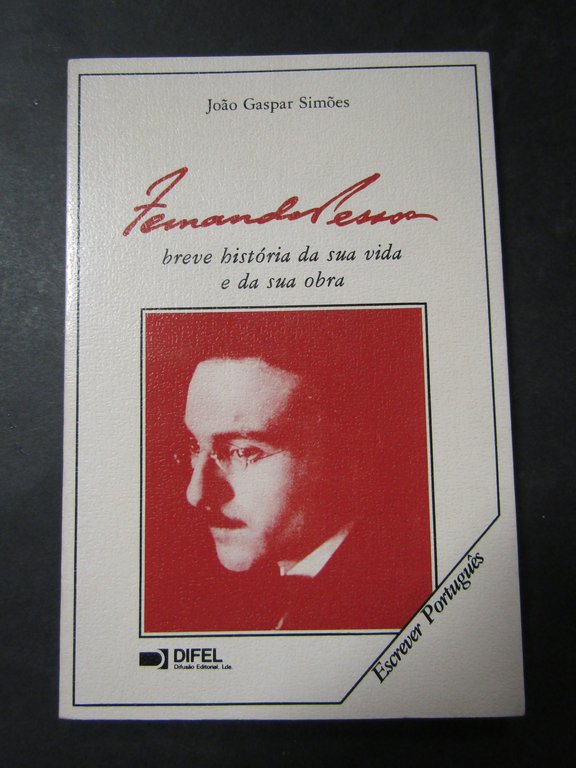 João Gaspar Simões
Fernando Pessoa
breve história da sua vida
e da sua obra
Escrever Português
DIFEL
Difusão Editorial, Lda.